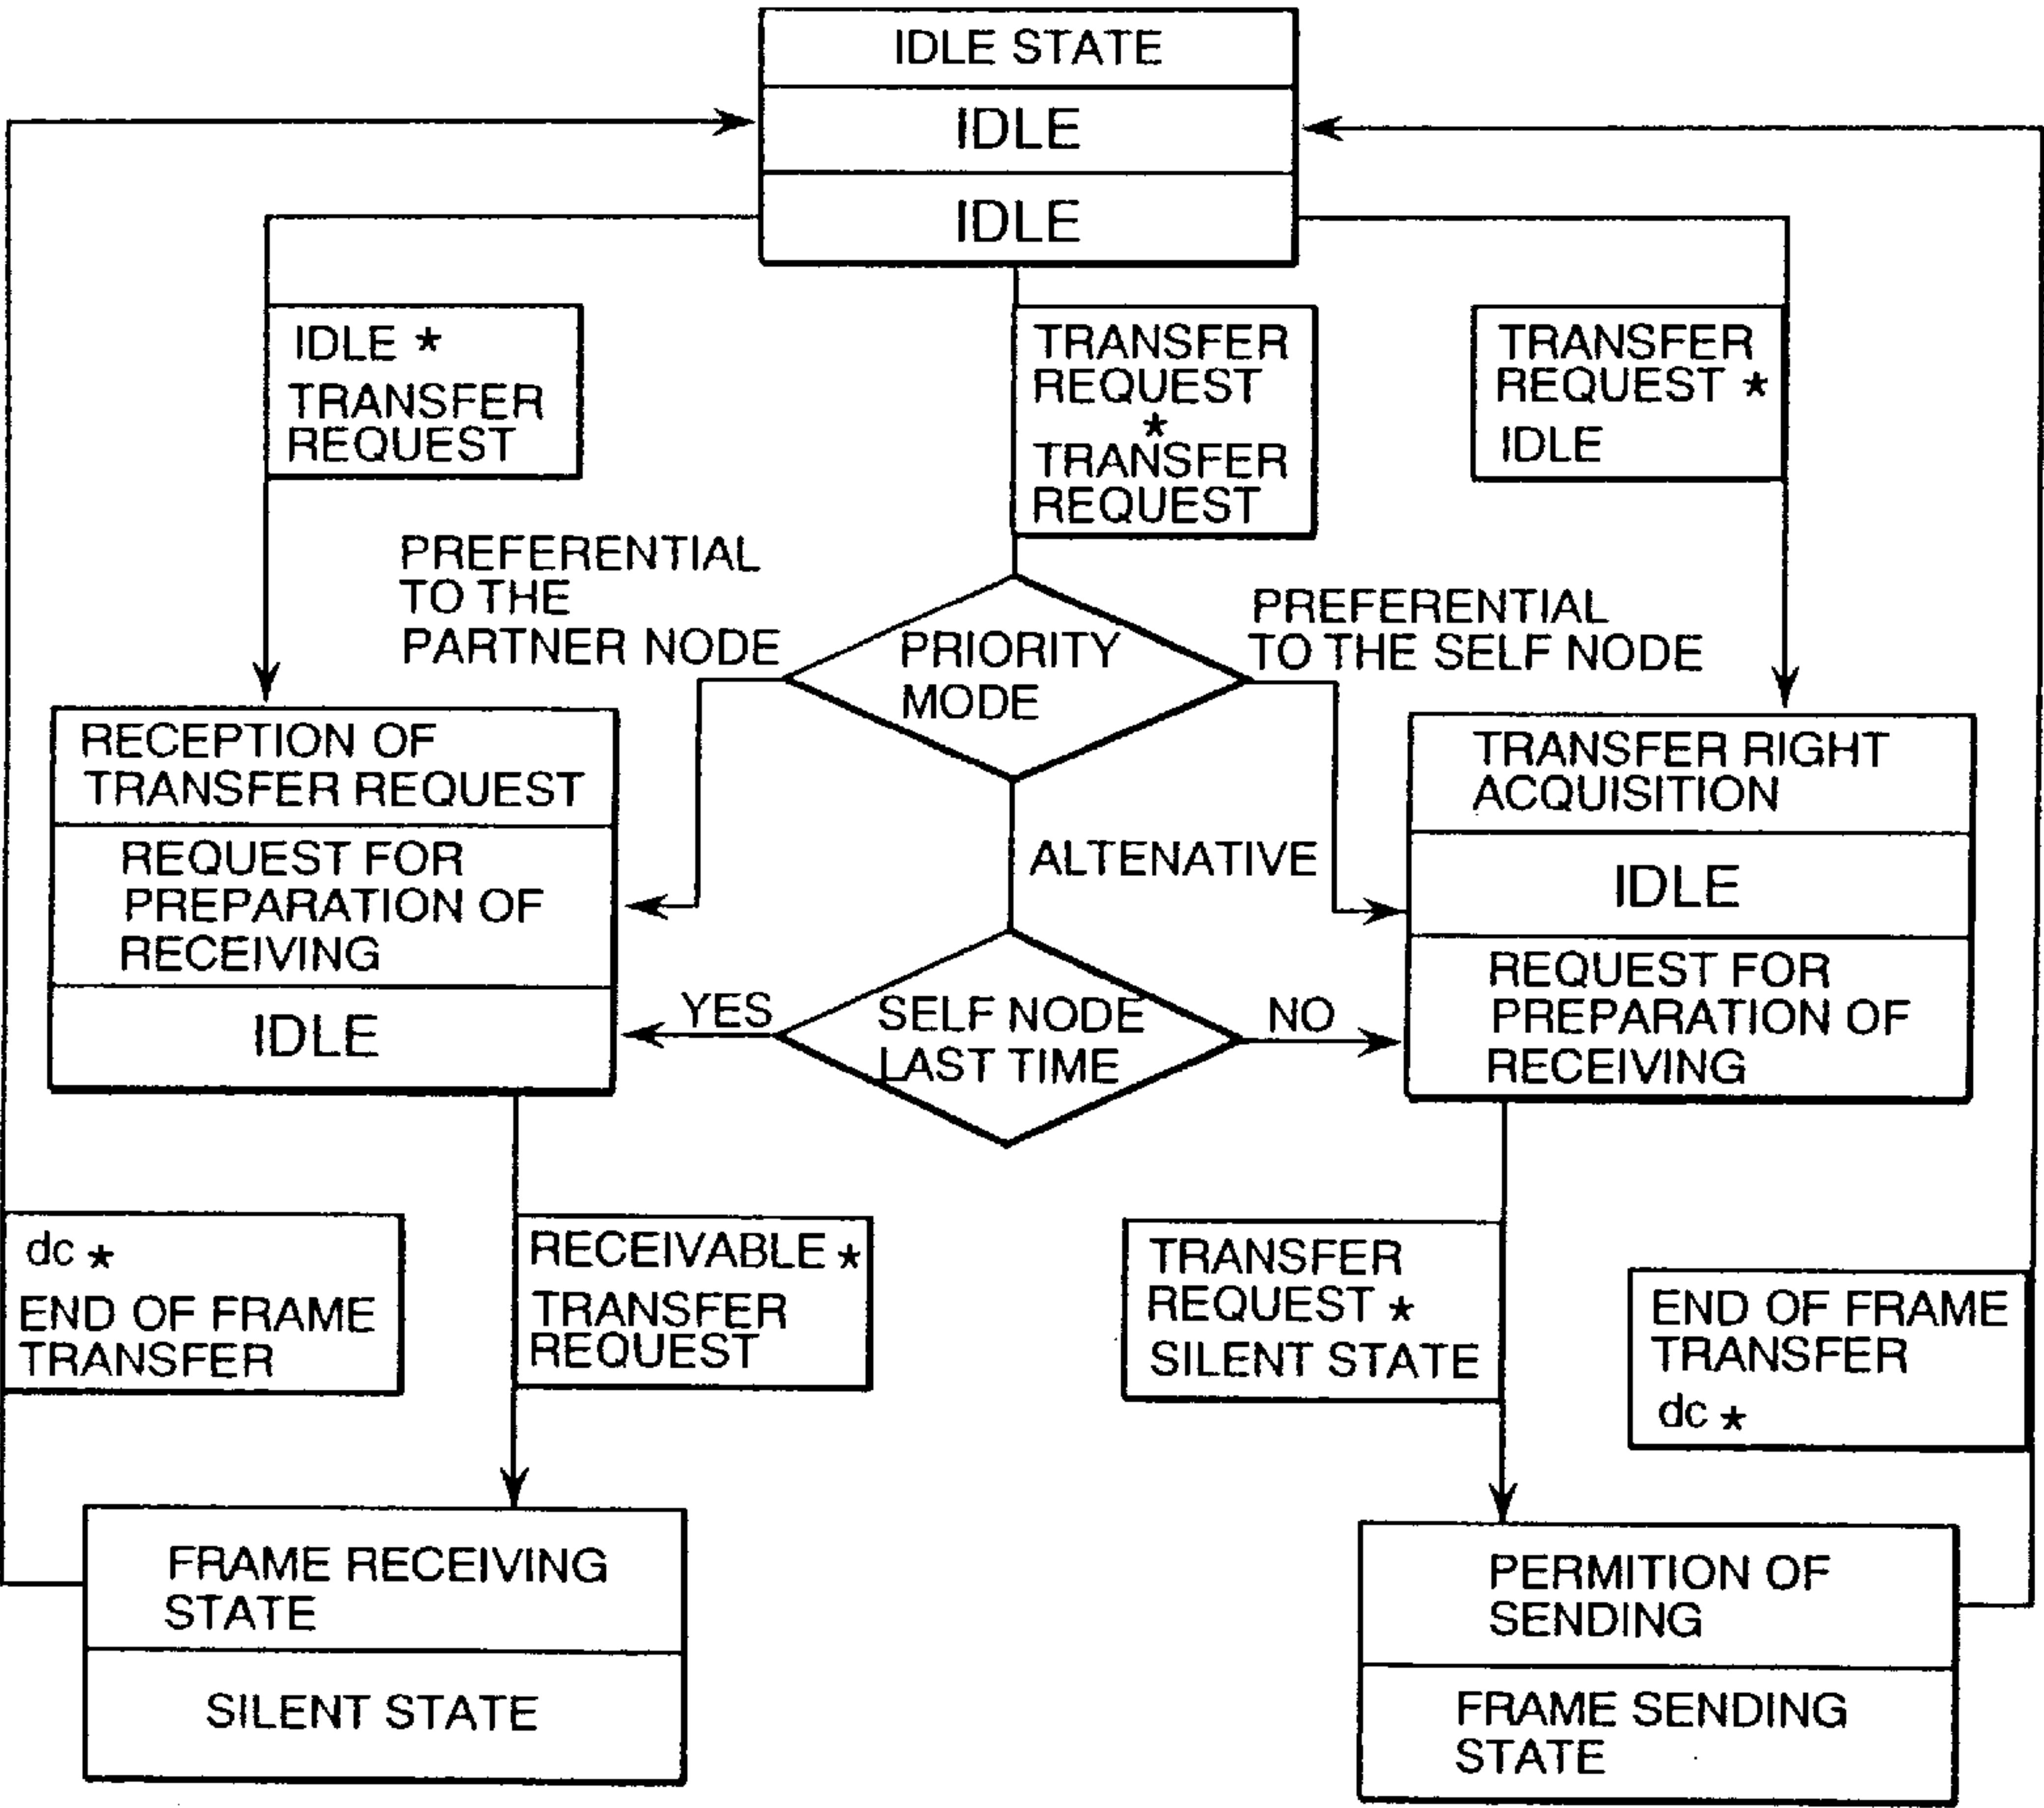 IDLE STATE
IDLE
IDLE
IDLE *
TRANSFER
REQUEST
TRANSFER
REQUEST
*
TRANSFER
REQUEST
TRANSFER
REQUEST *
IDLE
PREFERENTIAL
TO THE
PARTNER NODE
PRIORITY
MODE
PREFERENTIAL
TO THE SELF NODE
RECEPTION OF
TRANSFER REQUEST
REQUEST FOR
PREPARATION OF
RECEIVING
IDLE
ALTENATIVE
TRANSFER RIGHT
ACQUISITION
IDLE
REQUEST FOR
PREPARATION OF
RECEIVING
YES
SELF NODE
LAST TIME
NO
dc *
END OF FRAME
TRANSFER
RECEIVABLE *
TRANSFER
REQUEST
TRANSFER
REQUEST *
SILENT STATE
END OF FRAME
TRANSFER
dc *
FRAME RECEIVING
STATE
SILENT STATE
PERMITION OF
SENDING
FRAME SENDING
STATE